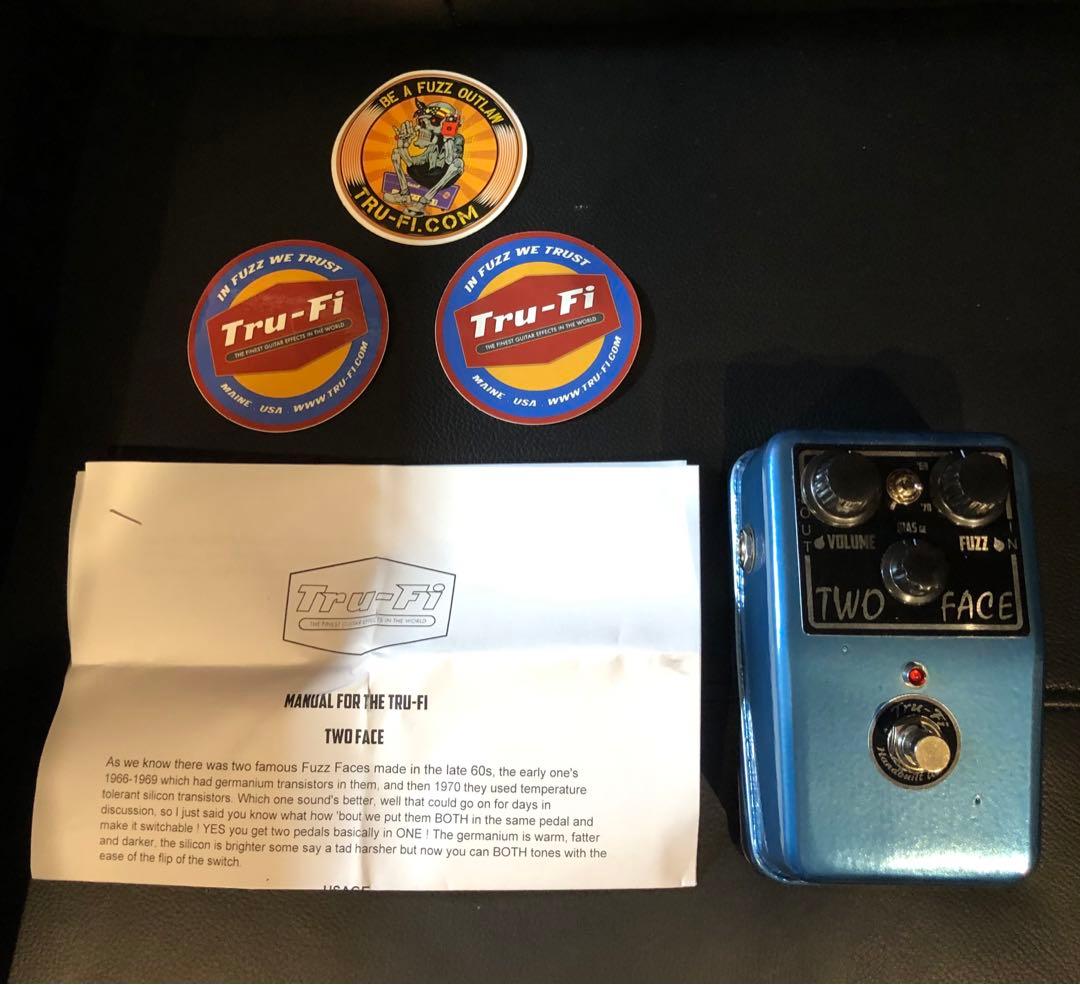 BE A FUZZ OUTLAW
TRU-FI.COM
IN FUZZ WE TRUST
Tru-Fi
THE FINEST GUITAR EFFECTS IN THE WORLD
MAINE . USA . WWW.TRU-FI.COM
IN FUZZ WE TRUST
Tru-Fi
THE FINEST GUITAR EFFECTS IN THE WORLD
MAINE . USA . WWW.TRU-FI.COM
Tru-Fi
THE FINEST GUITAR EFFECTS IN THE WORLD
MANUAL FOR THE TRU-FI
TWO FACE
As we know there was two famous Fuzz Faces made in the late 60s, the early one's
1966-1969 which had germanium transistors in them, and then 1970 they used temperature
tolerant silicon transistors. Which one sound's better, well that could go on for days in
discussion, so I just said you know what how 'bout we put them BOTH in the same pedal and
make it switchable ! YES you get two pedals basically in ONE ! The germanium is warm, fatter
and darker, the silicon is brighter some say a tad harsher but now you can BOTH tones with the
ease of the flip of the switch.
USAGE
'70
OUT
IN
BIAS
VOLUME
FUZZ
TWO FACE
Tru-Fi
Handbuilt